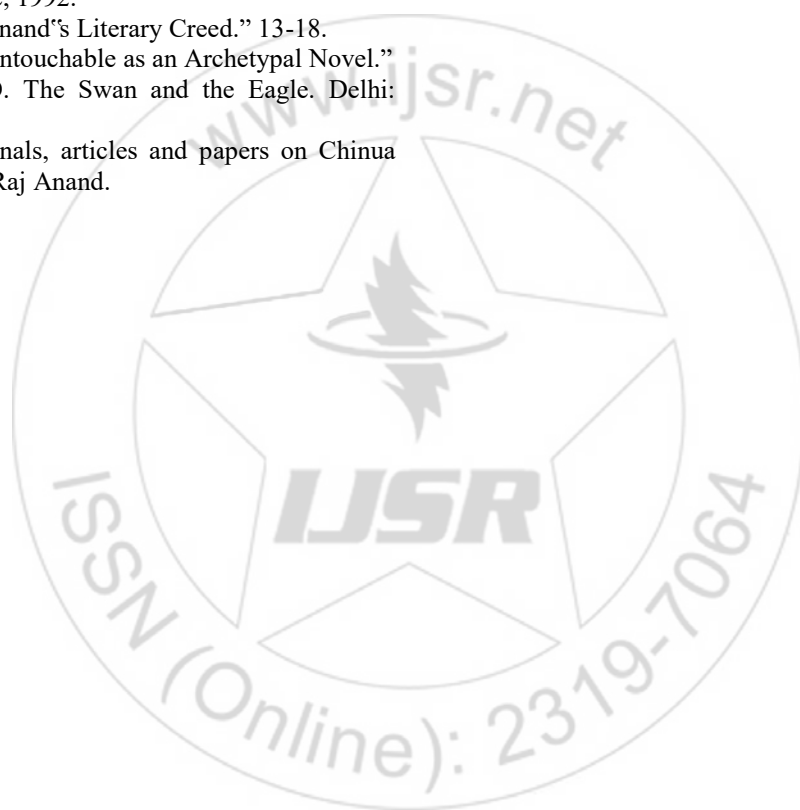 , 1992.
nand‟s Literary Creed.” 13-18.
ntouchable as an Archetypal Novel.”
. The Swan and the Eagle. Delhi:
nals, articles and papers on Chinua
Raj Anand.
www.ijsr.net
IJSR
ISSN (Online): 2319-7064